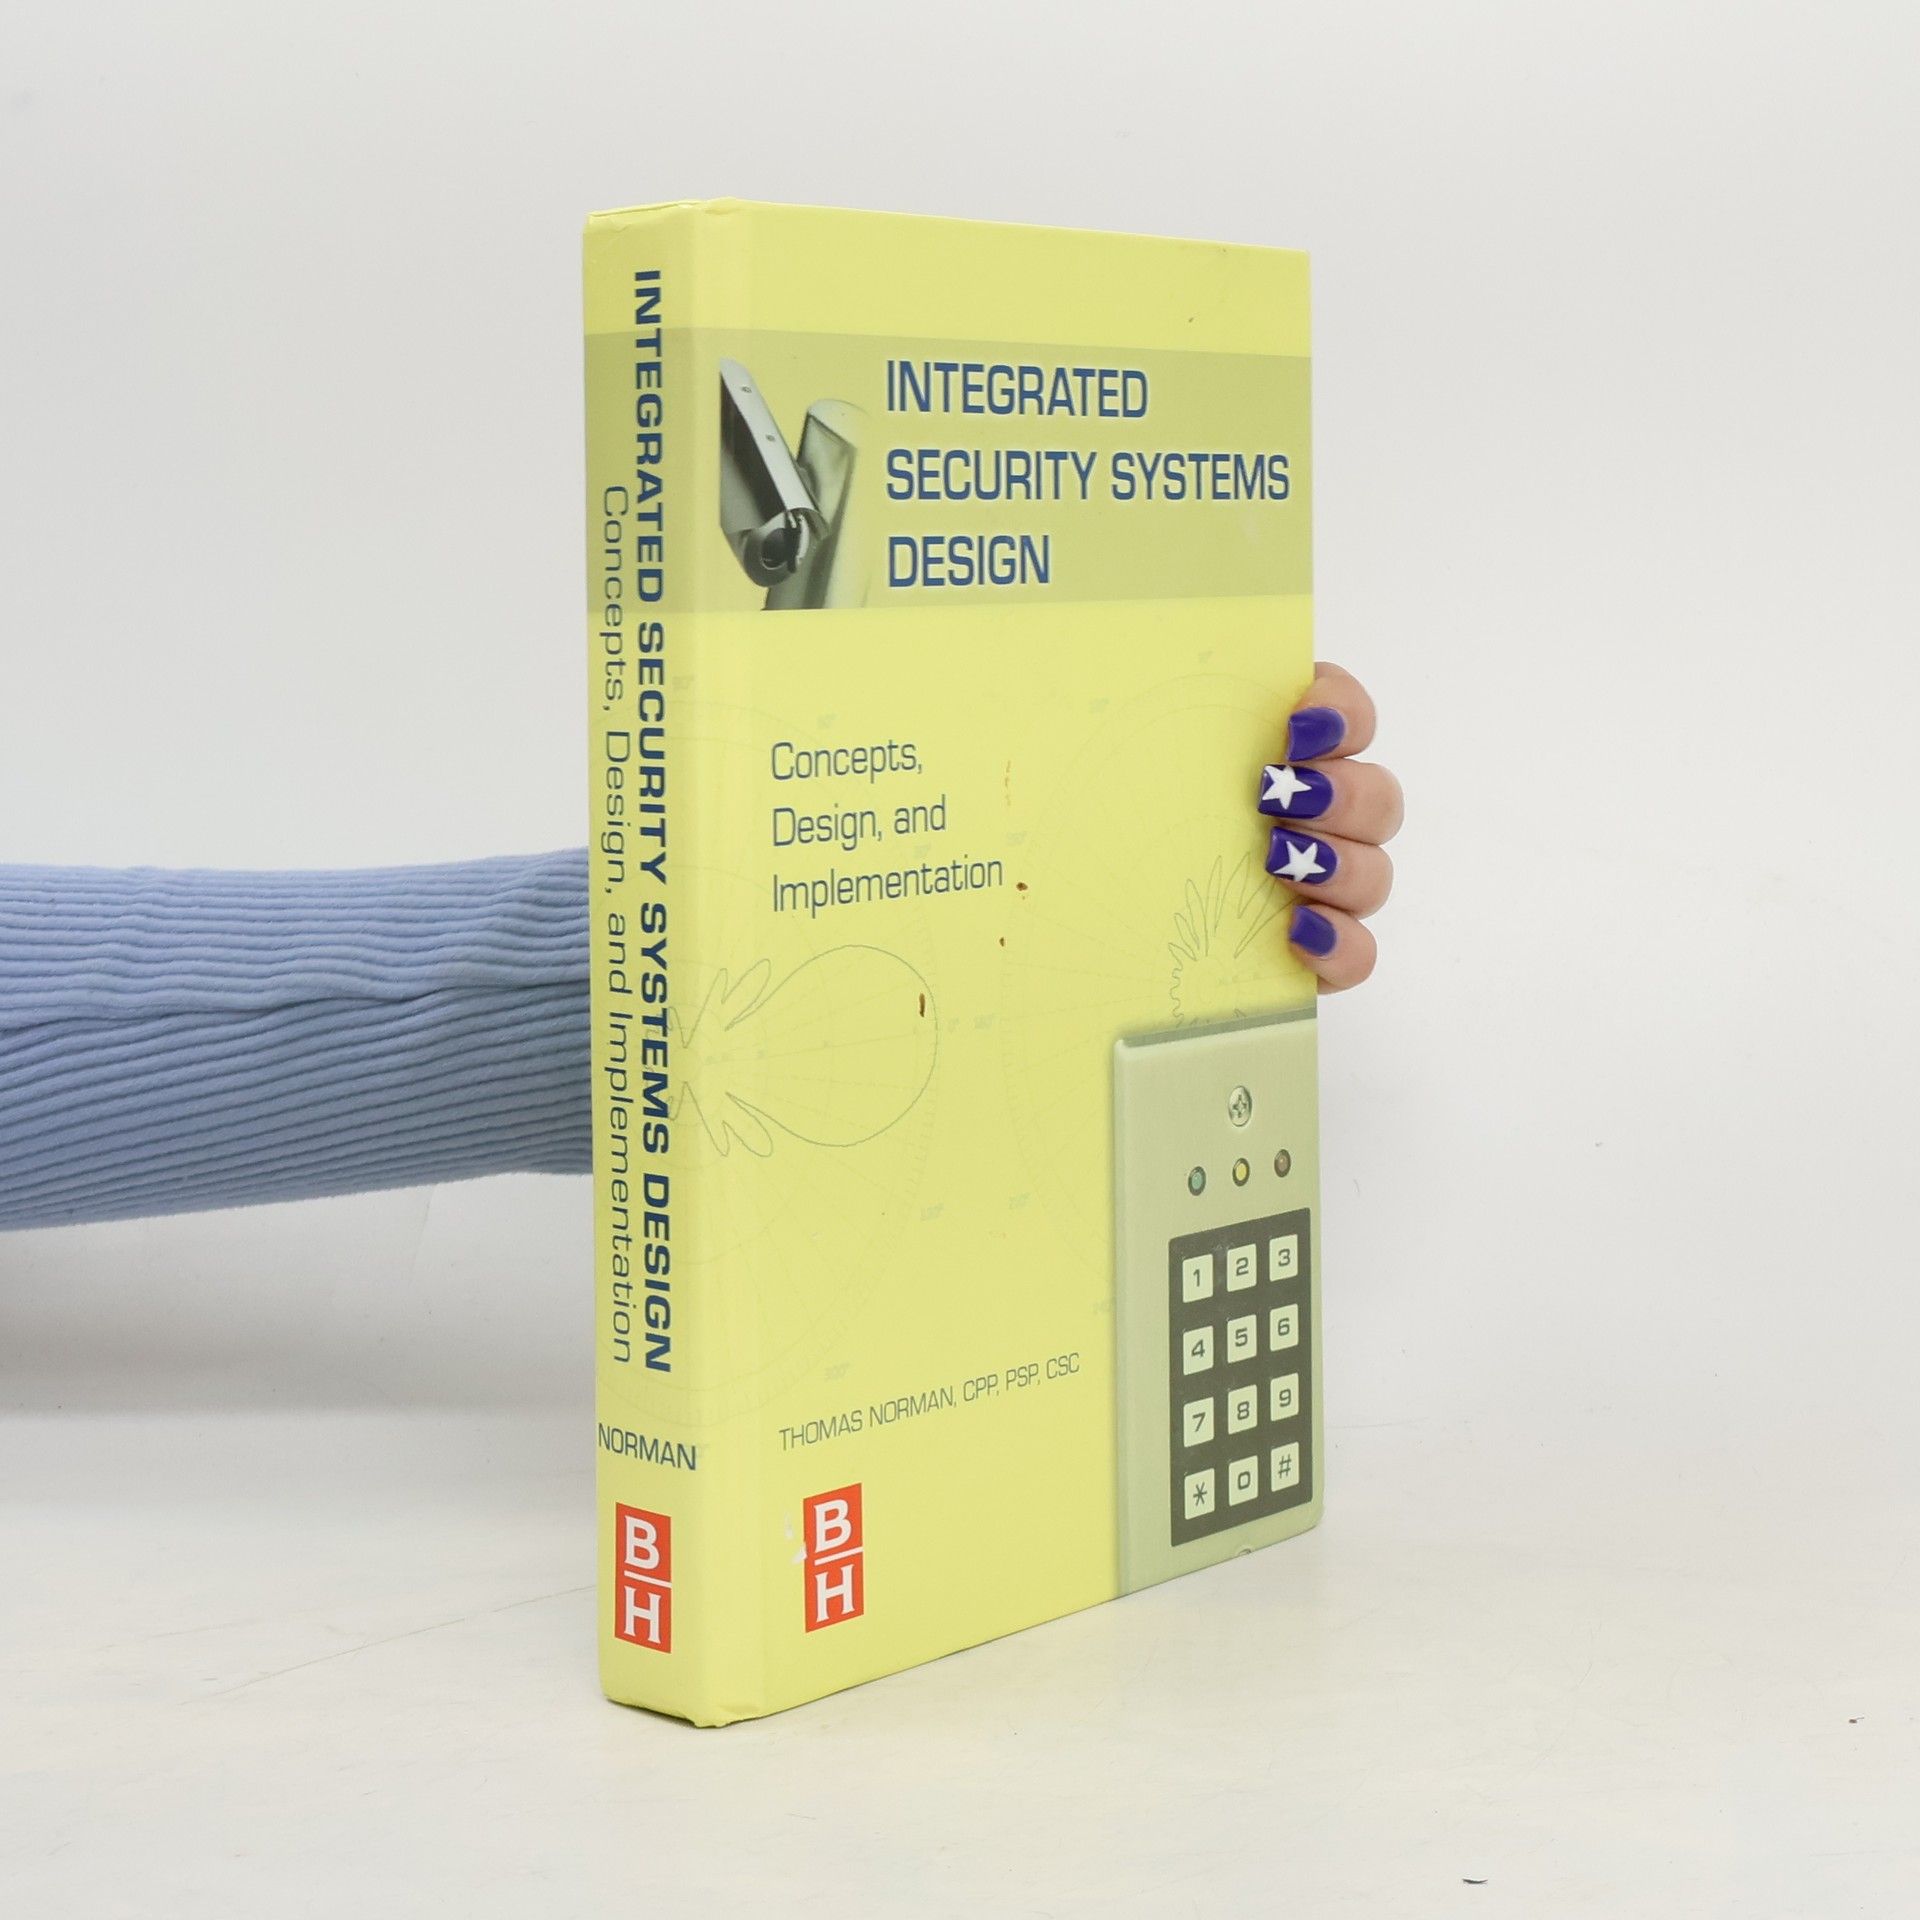 INTEGRATED SECURITY SYSTEMS DESIGN
Concepts, Design, and Implementation
NORMAN
B
H
INTEGRATED
SECURITY SYSTEMS
DESIGN
Concepts,
Design, and
Implementation
THOMAS NORMAN, CPP, PSP, CSC
B
H
1 2 3
4 5 6
7 8 9
* 0 #